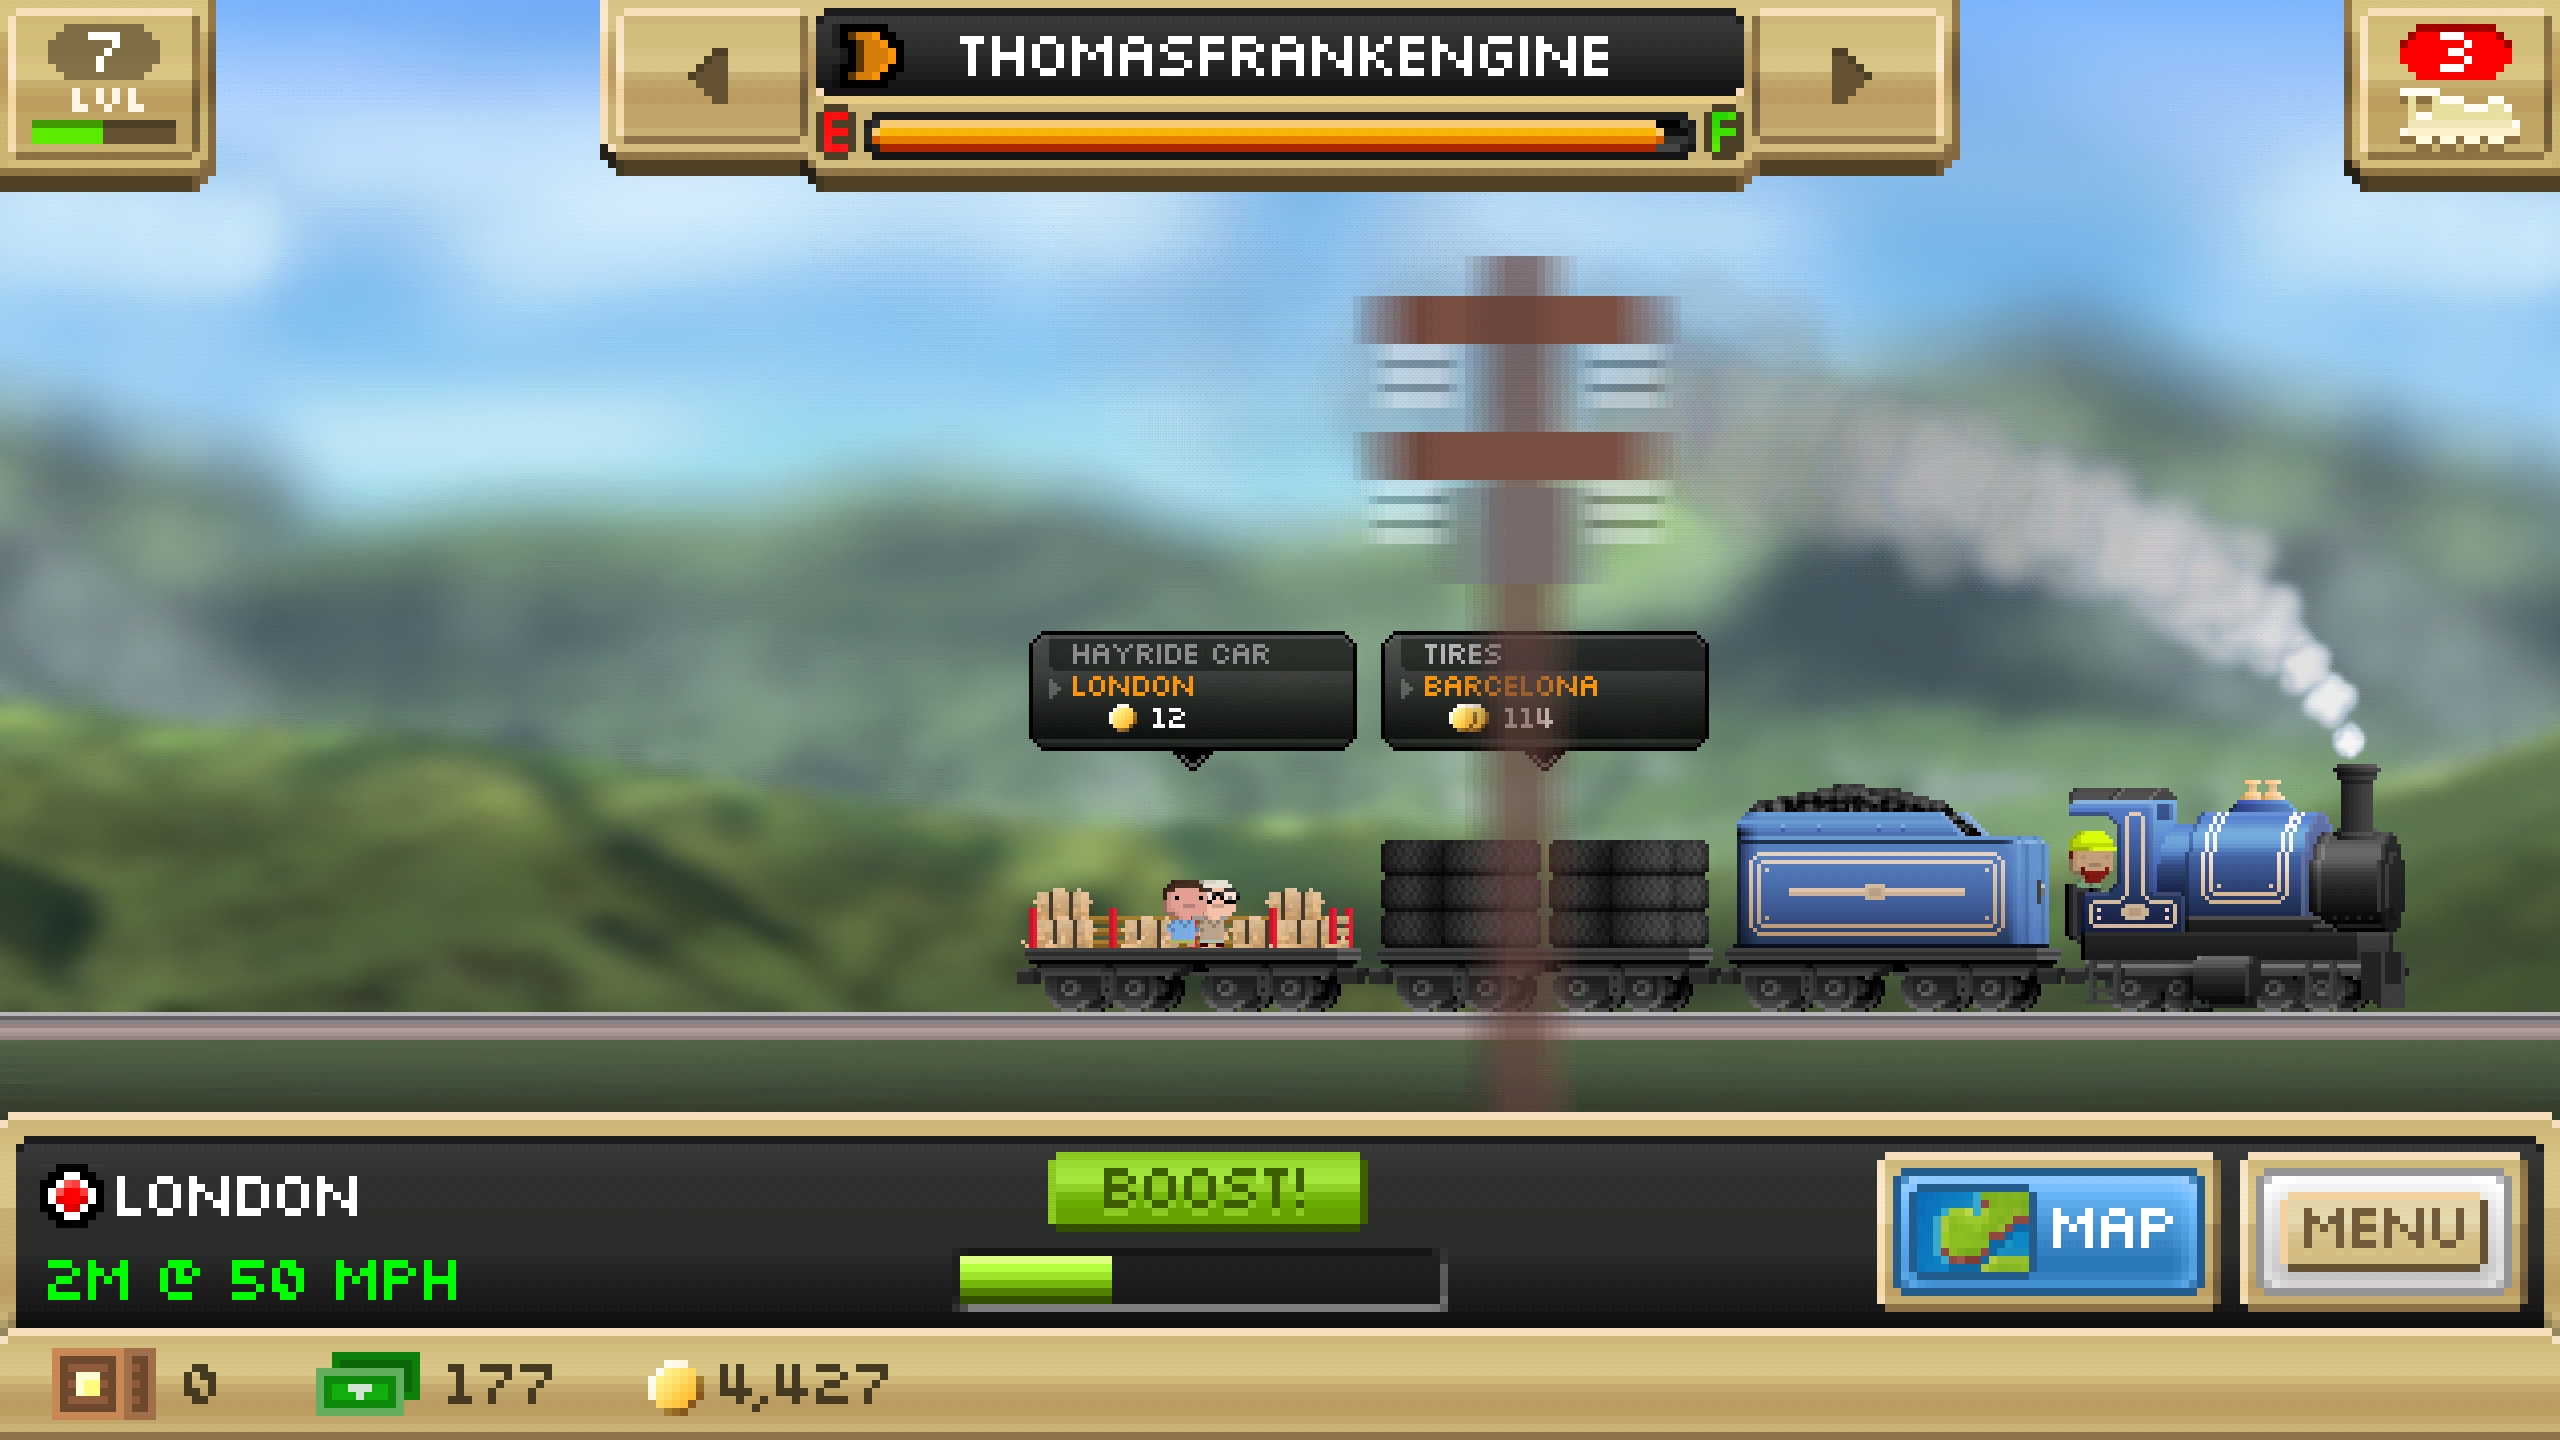 7
LVL
THOMASFRANKENGINE
E F
3
HAYRIDE CAR
LONDON
12
TIRES
BARCELONA
114
LONDON
2M @ 50 MPH
BOOST!
MAP
MENU
0
177
4,427